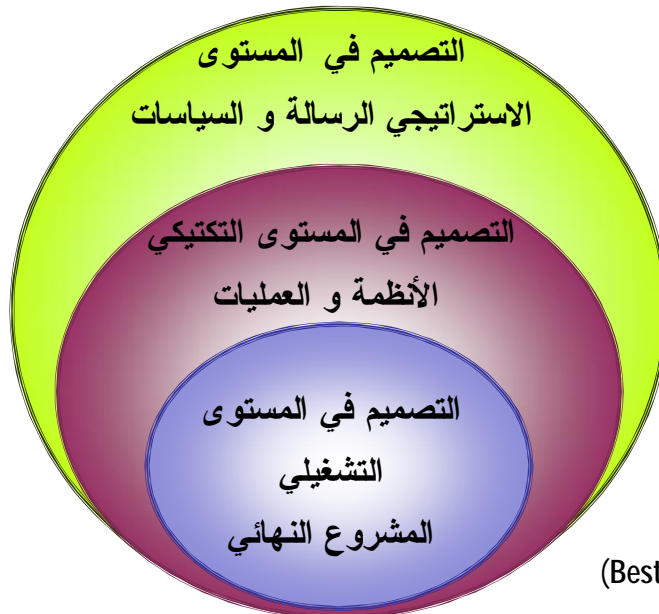 التصميم في المستوى
الاستراتيجي الرسالة و السياسات
التصميم في المستوى التكتيكي
الأنظمة و العمليات
التصميم في المستوى
التشغيلي
المشروع النهائي
(Best